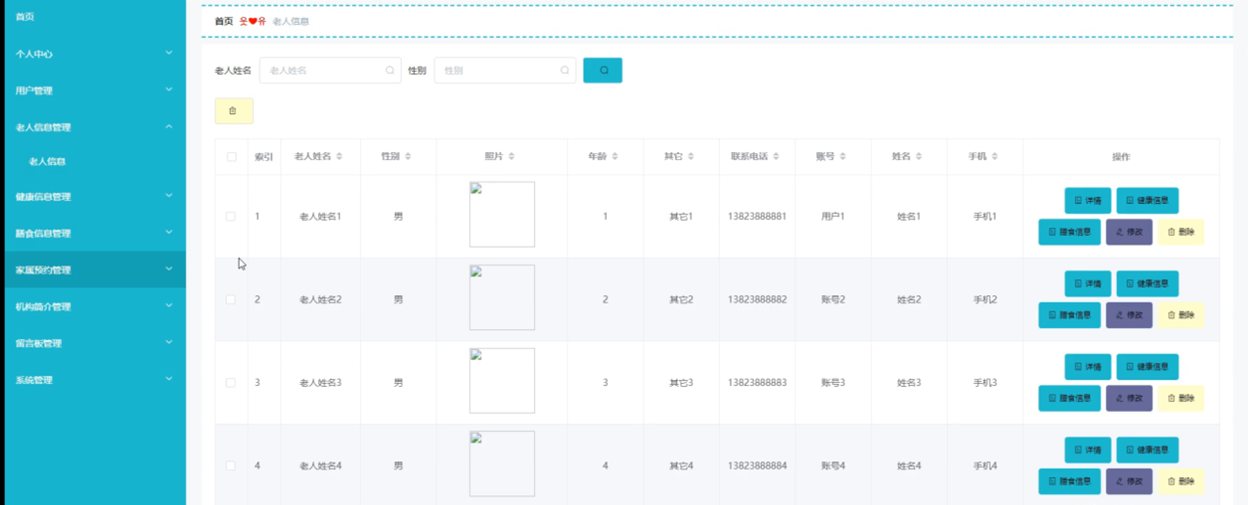 首页
个人中心
用户管理
老人信息管理
老人信息
健康信息管理
膳食信息管理
家属预约管理
机构简介管理
留言板管理
系统管理
首页 웃❤유 老人信息
老人姓名 老人姓名 性别 性别
索引 老人姓名 性别 照片 年龄 其它 联系电话 账号 姓名 手机 操作
1 老人姓名1 男 1 其它1 13823888881 用户1 姓名1 手机1 详情 健康信息
膳食信息 修改 删除
2 老人姓名2 男 2 其它2 13823888882 账号2 姓名2 手机2 详情 健康信息
膳食信息 修改 删除
3 老人姓名3 男 3 其它3 13823888883 账号3 姓名3 手机3 详情 健康信息
膳食信息 修改 删除
4 老人姓名4 男 4 其它4 13823888884 账号4 姓名4 手机4 详情 健康信息
膳食信息 修改 删除